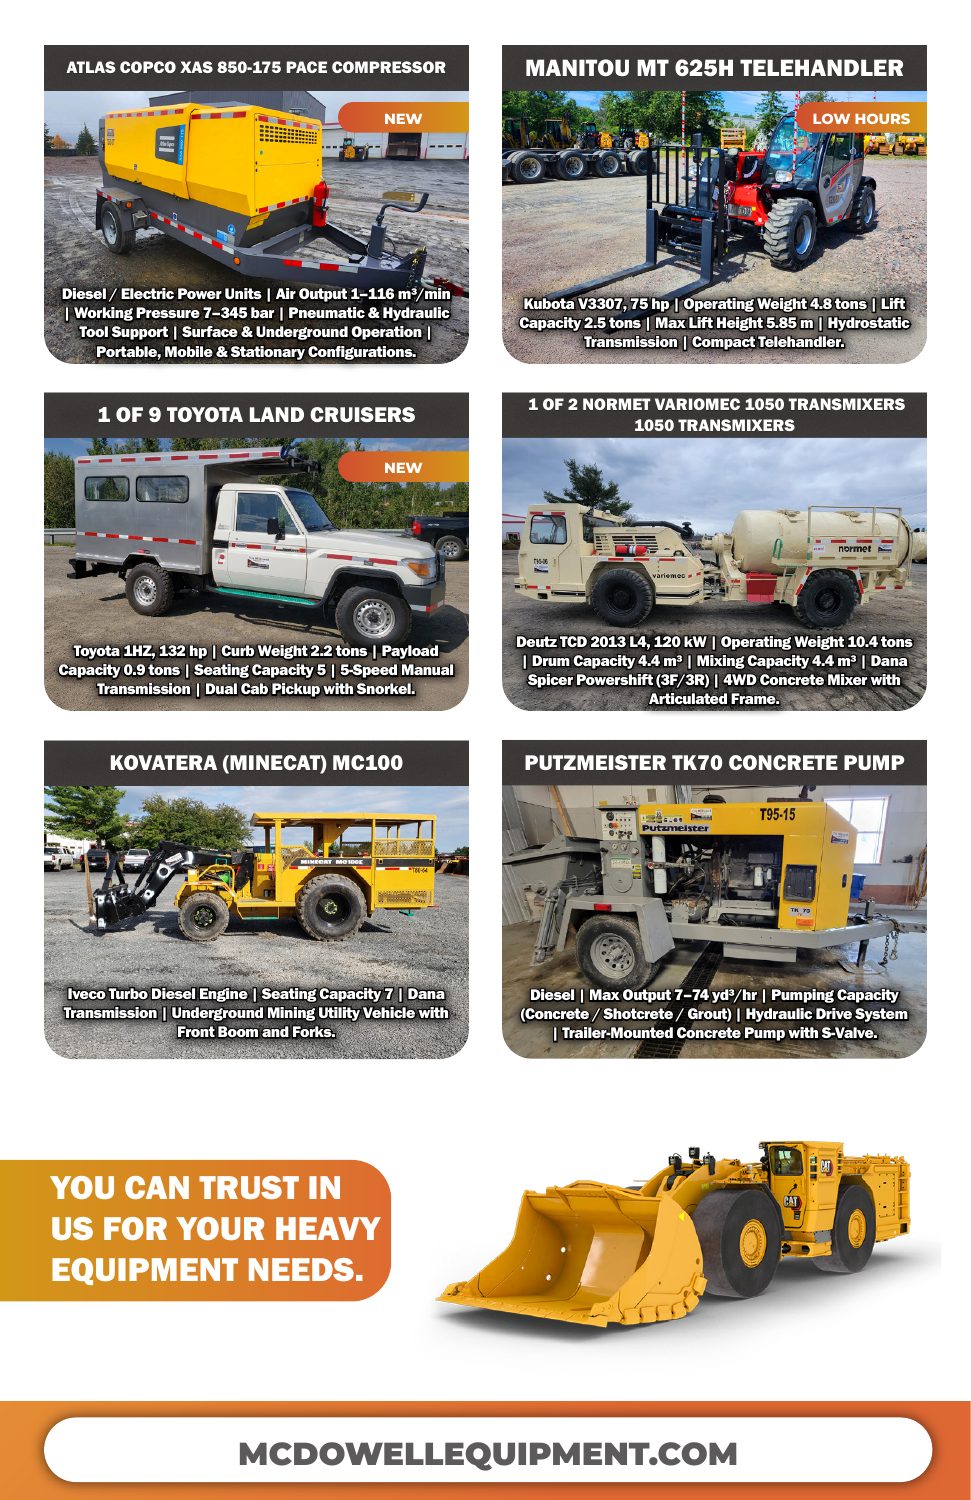 ATLAS COPCO XAS 850-175 PACE COMPRESSOR
NEW
Diesel / Electric Power Units | Air Output 1–116 m³/min
| Working Pressure 7–345 bar | Pneumatic & Hydraulic
Tool Support | Surface & Underground Operation |
Portable, Mobile & Stationary Configurations.
MANITOU MT 625H TELEHANDLER
LOW HOURS
Kubota V3307, 75 hp | Operating Weight 4.8 tons | Lift
Capacity 2.5 tons | Max Lift Height 5.85 m | Hydrostatic
Transmission | Compact Telehandler.
1 OF 9 TOYOTA LAND CRUISERS
NEW
Toyota 1HZ, 132 hp | Curb Weight 2.2 tons | Payload
Capacity 0.9 tons | Seating Capacity 5 | 5-Speed Manual
Transmission | Dual Cab Pickup with Snorkel.
1 OF 2 NORMET VARIOMEC 1050 TRANSMIXERS
1050 TRANSMIXERS
normet
variomec
Deutz TCD 2013 L4, 120 kW | Operating Weight 10.4 tons
| Drum Capacity 4.4 m³ | Mixing Capacity 4.4 m³ | Dana
Spicer Powershift (3F/3R) | 4WD Concrete Mixer with
Articulated Frame.
KOVATERA (MINECAT) MC100
MINECAT MC100E
Iveco Turbo Diesel Engine | Seating Capacity 7 | Dana
Transmission | Underground Mining Utility Vehicle with
Front Boom and Forks.
PUTZMEISTER TK70 CONCRETE PUMP
T95-15
Putzmeister
TK 70
Diesel | Max Output 7–74 yd³/hr | Pumping Capacity
(Concrete / Shotcrete / Grout) | Hydraulic Drive System
| Trailer-Mounted Concrete Pump with S-Valve.
YOU CAN TRUST IN
US FOR YOUR HEAVY
EQUIPMENT NEEDS.
CAT
CAT
MCDOWELLEQUIPMENT.COM